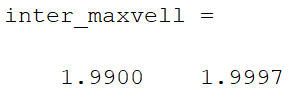 inter_maxvell =
1.9900 1.9997